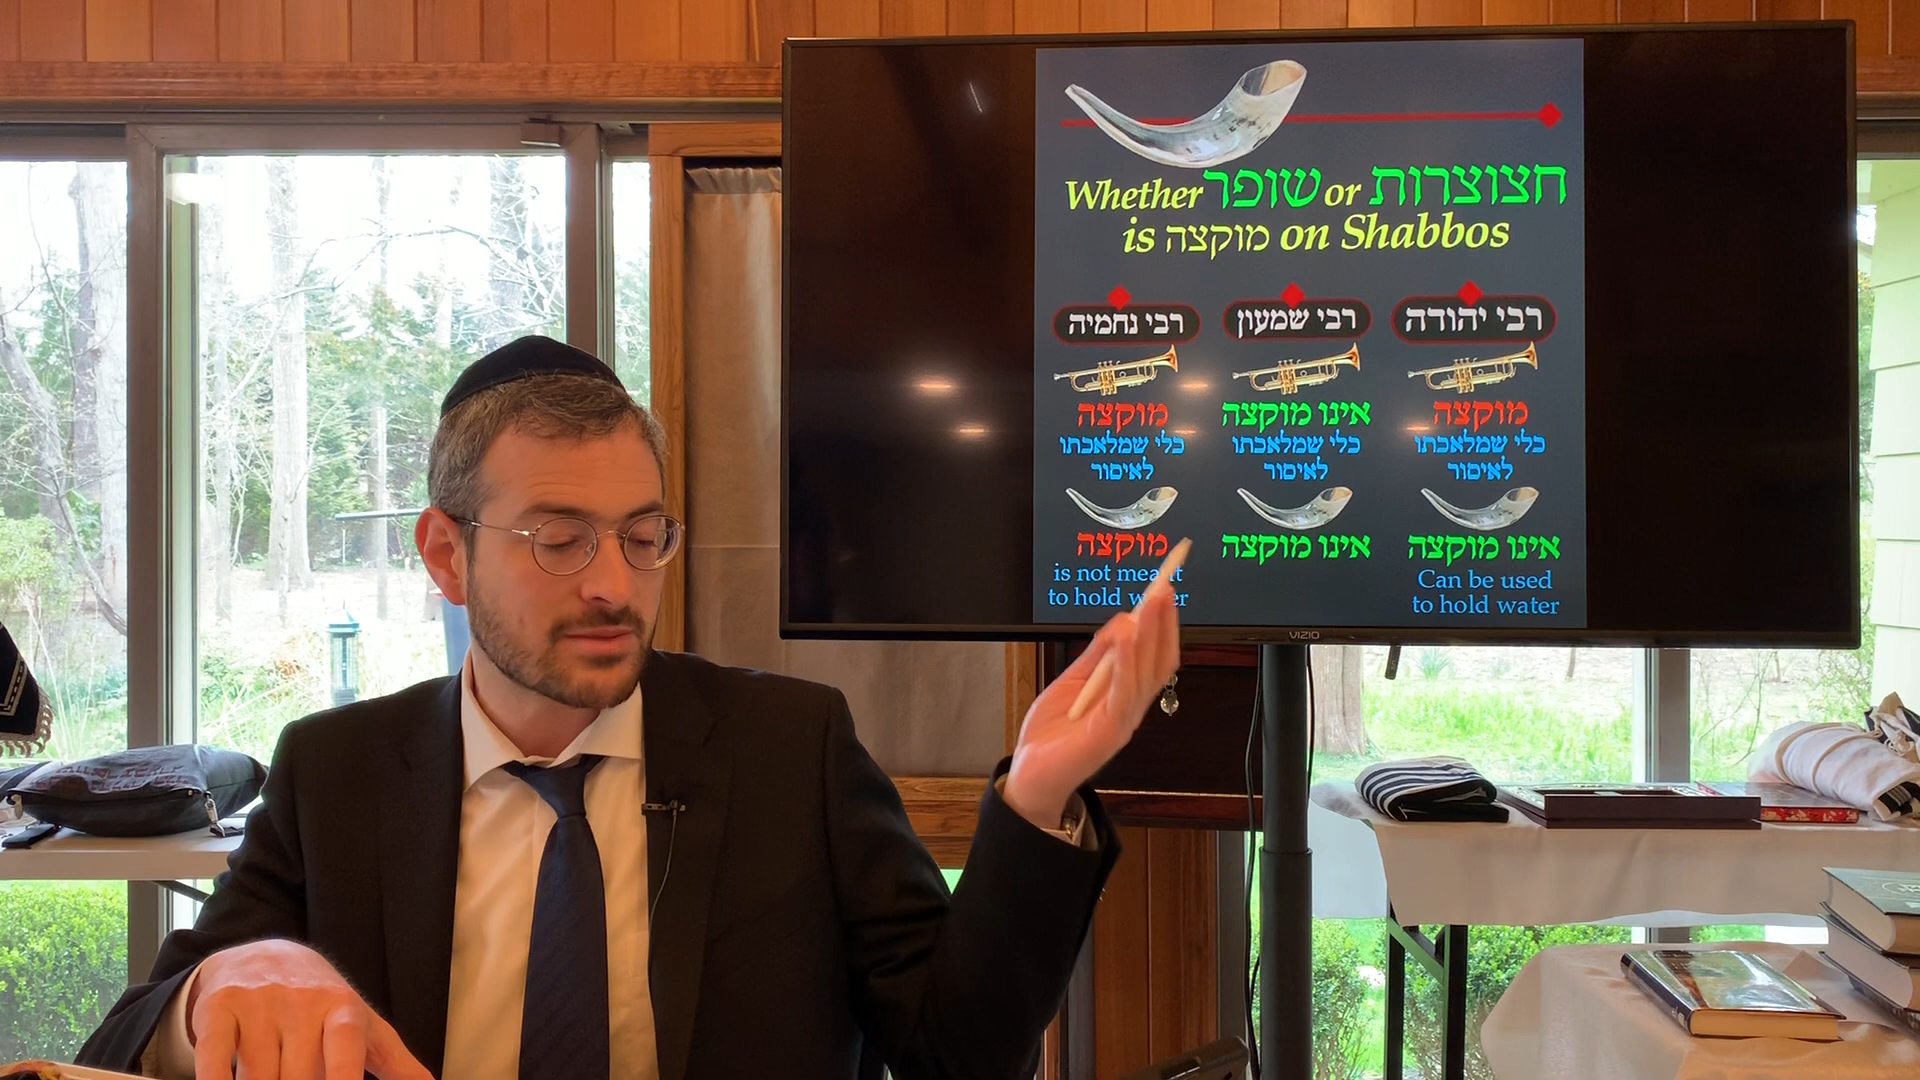 Whether שופר or חצוצרות
is מוקצה on Shabbos
רבי יהודה
מוקצה
כלי שמלאכתו
לאיסור
אינו מוקצה
Can be used
to hold water
רבי שמעון
אינו מוקצה
כלי שמלאכתו
לאיסור
אינו מוקצה
רבי נחמיה
מוקצה
כלי שמלאכתו
לאיסור
מוקצה
is not meant
to hold water
VIZIO